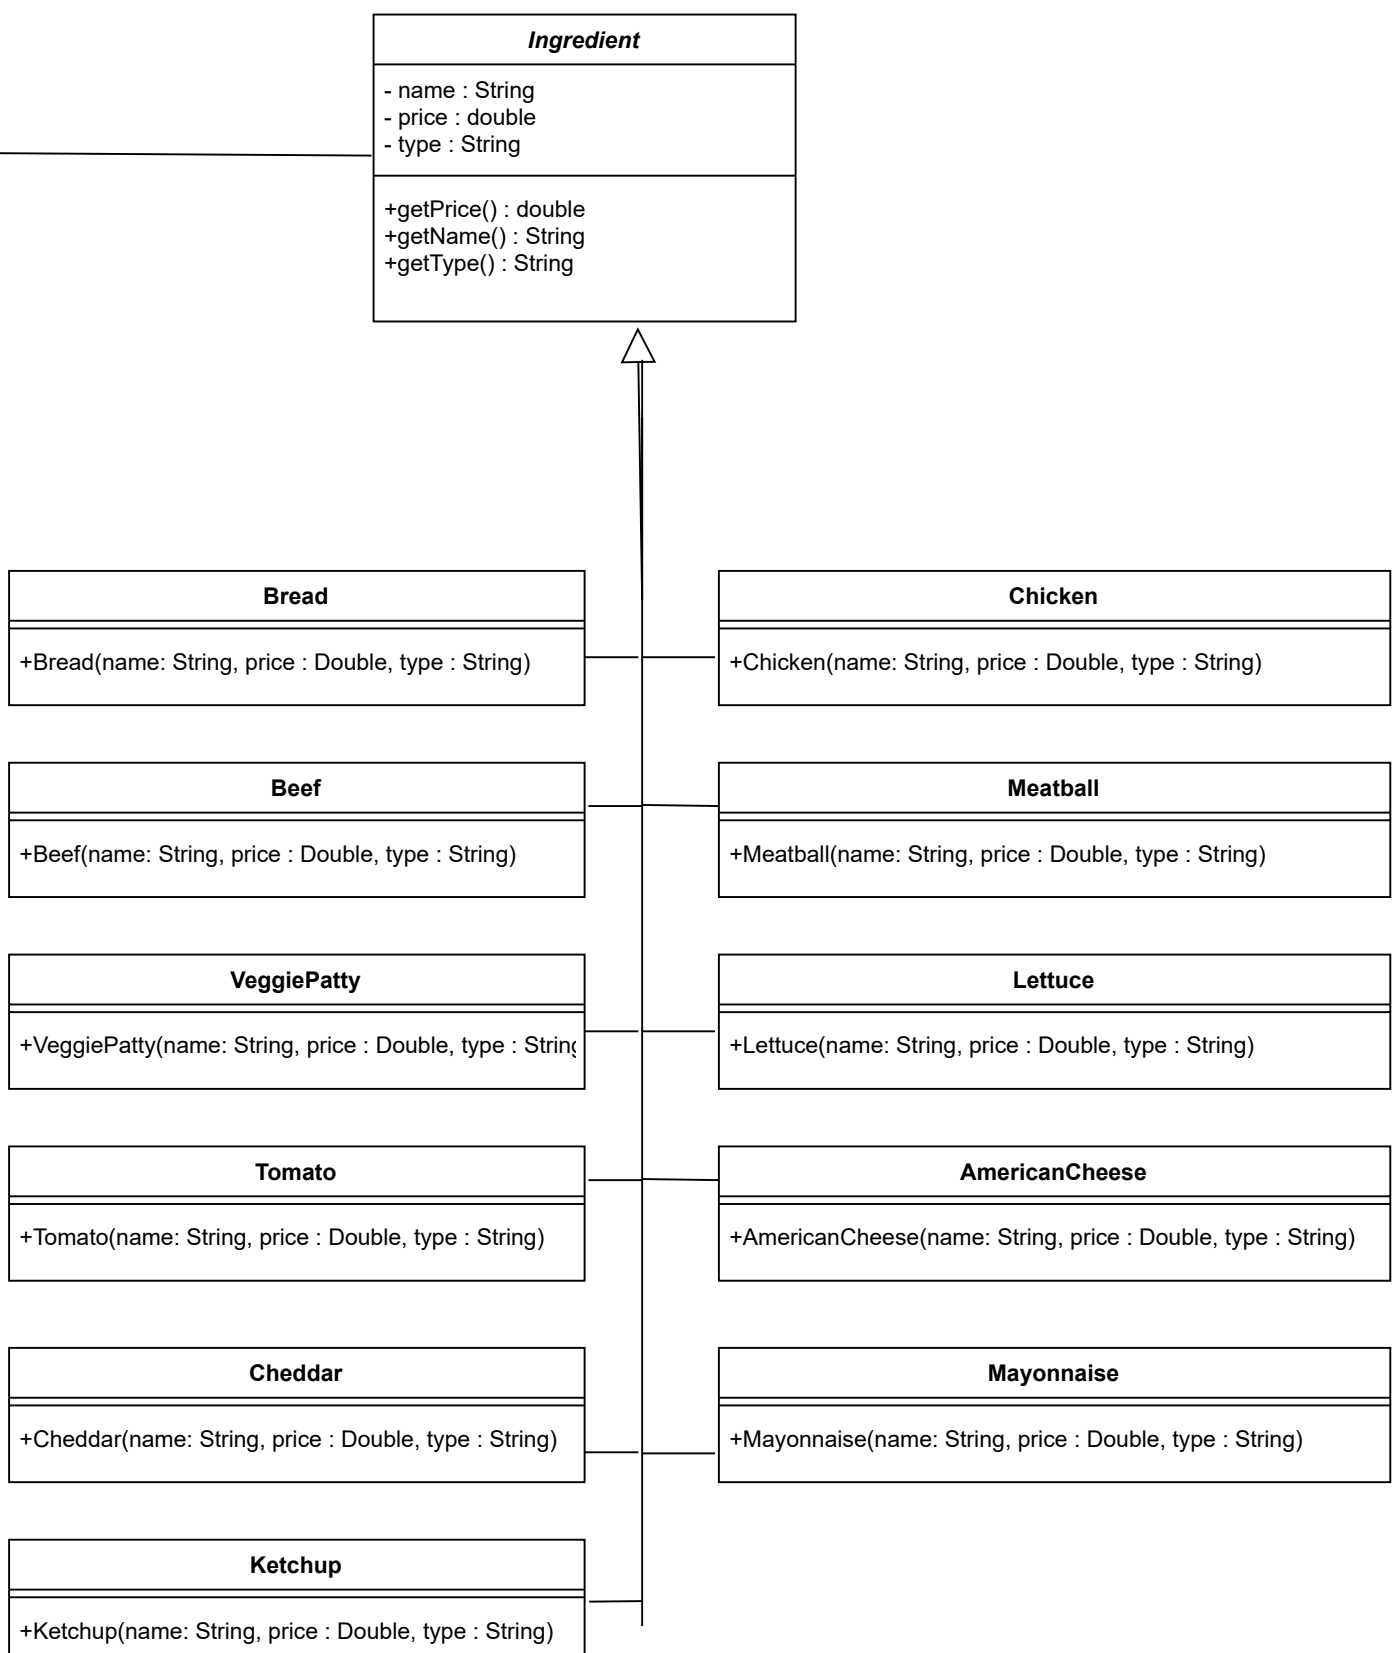 Ingredient
- name : String
- price : double
- type : String
+getPrice() : double
+getName() : String
+getType() : String
Bread
+Bread(name: String, price : Double, type : String)
Chicken
+Chicken(name: String, price : Double, type : String)
Beef
+Beef(name: String, price : Double, type : String)
Meatball
+Meatball(name: String, price : Double, type : String)
VeggiePatty
+VeggiePatty(name: String, price : Double, type : String
Lettuce
+Lettuce(name: String, price : Double, type : String)
Tomato
+Tomato(name: String, price : Double, type : String)
AmericanCheese
+AmericanCheese(name: String, price : Double, type : String)
Cheddar
+Cheddar(name: String, price : Double, type : String)
Mayonnaise
+Mayonnaise(name: String, price : Double, type : String)
Ketchup
+Ketchup(name: String, price : Double, type : String)